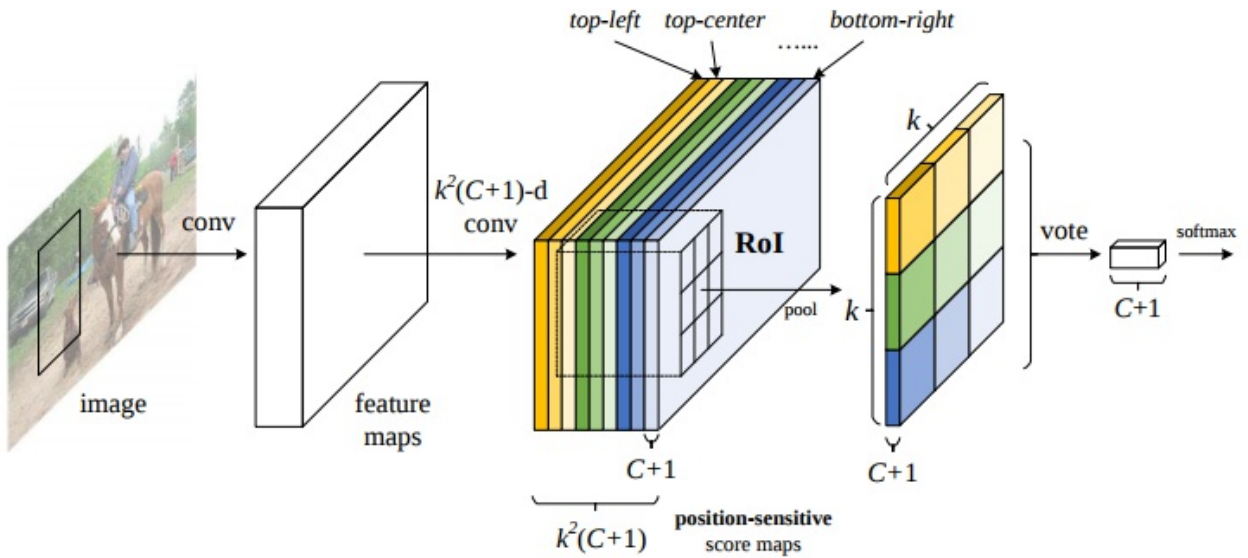 top-left top-center bottom-right
......
conv
k²(C+1)-d
conv
RoI
pool
k
k
vote
softmax
C+1
image
feature
maps
C+1
C+1
k²(C+1)
position-sensitive
score maps